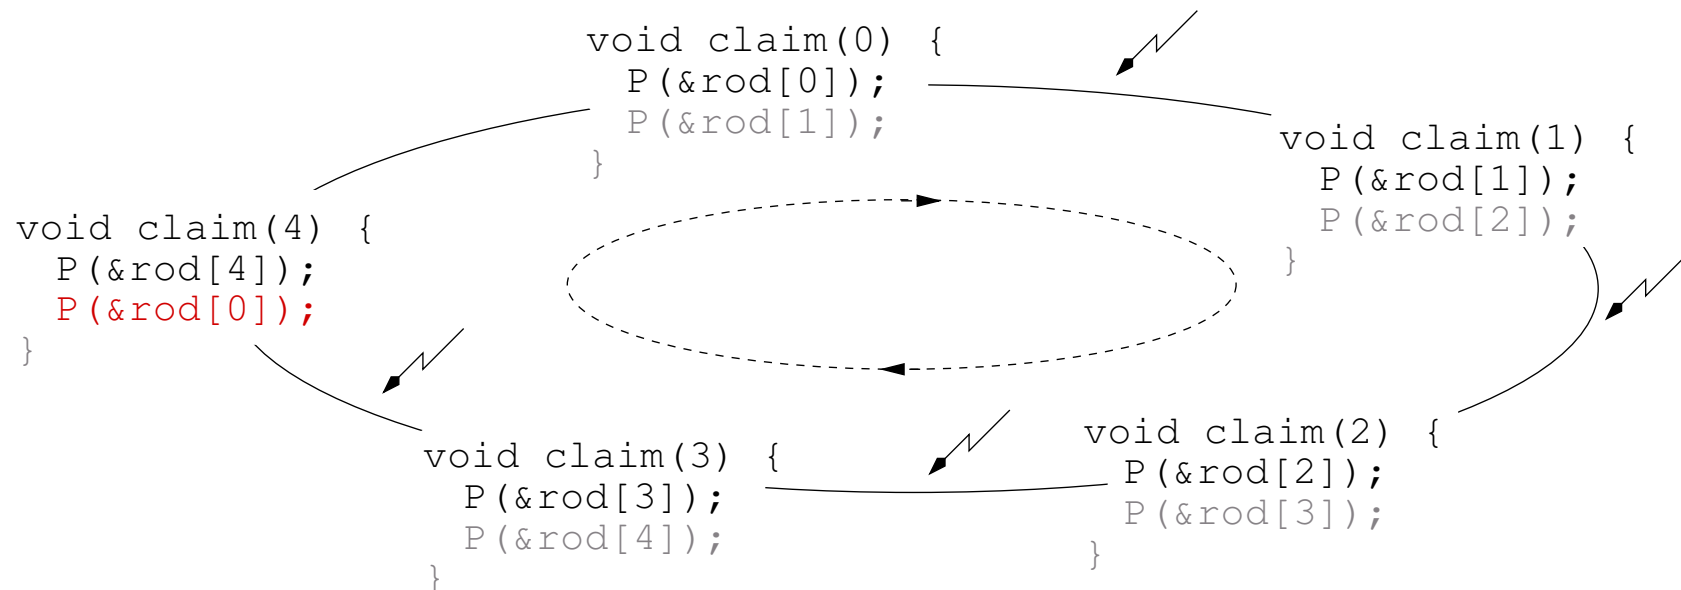 void claim(0) {
P(&rod[0]);
P(&rod[1]);
}
void claim(1) {
P(&rod[1]);
P(&rod[2]);
}
void claim(4) {
P(&rod[4]);
P(&rod[0]);
}
void claim(3) {
P(&rod[3]);
P(&rod[4]);
}
void claim(2) {
P(&rod[2]);
P(&rod[3]);
}